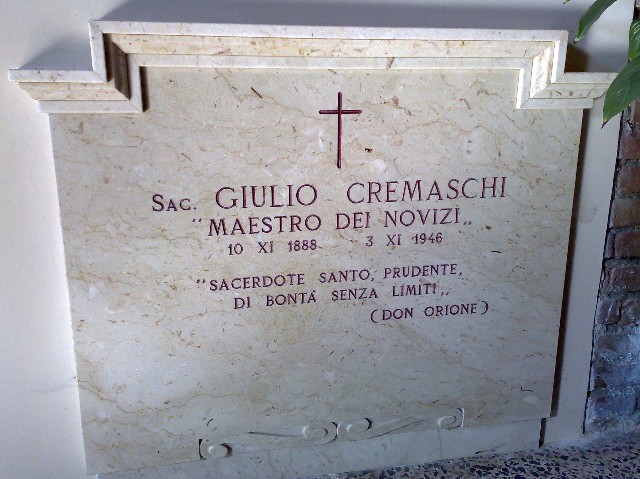 Sac. GIULIO CREMASCHI
"MAESTRO DEI NOVIZI„
10 XI 1888 3 XI 1946
"SACERDOTE SANTO, PRUDENTE,
DI BONTA' SENZA LIMITI„
(DON ORIONE)